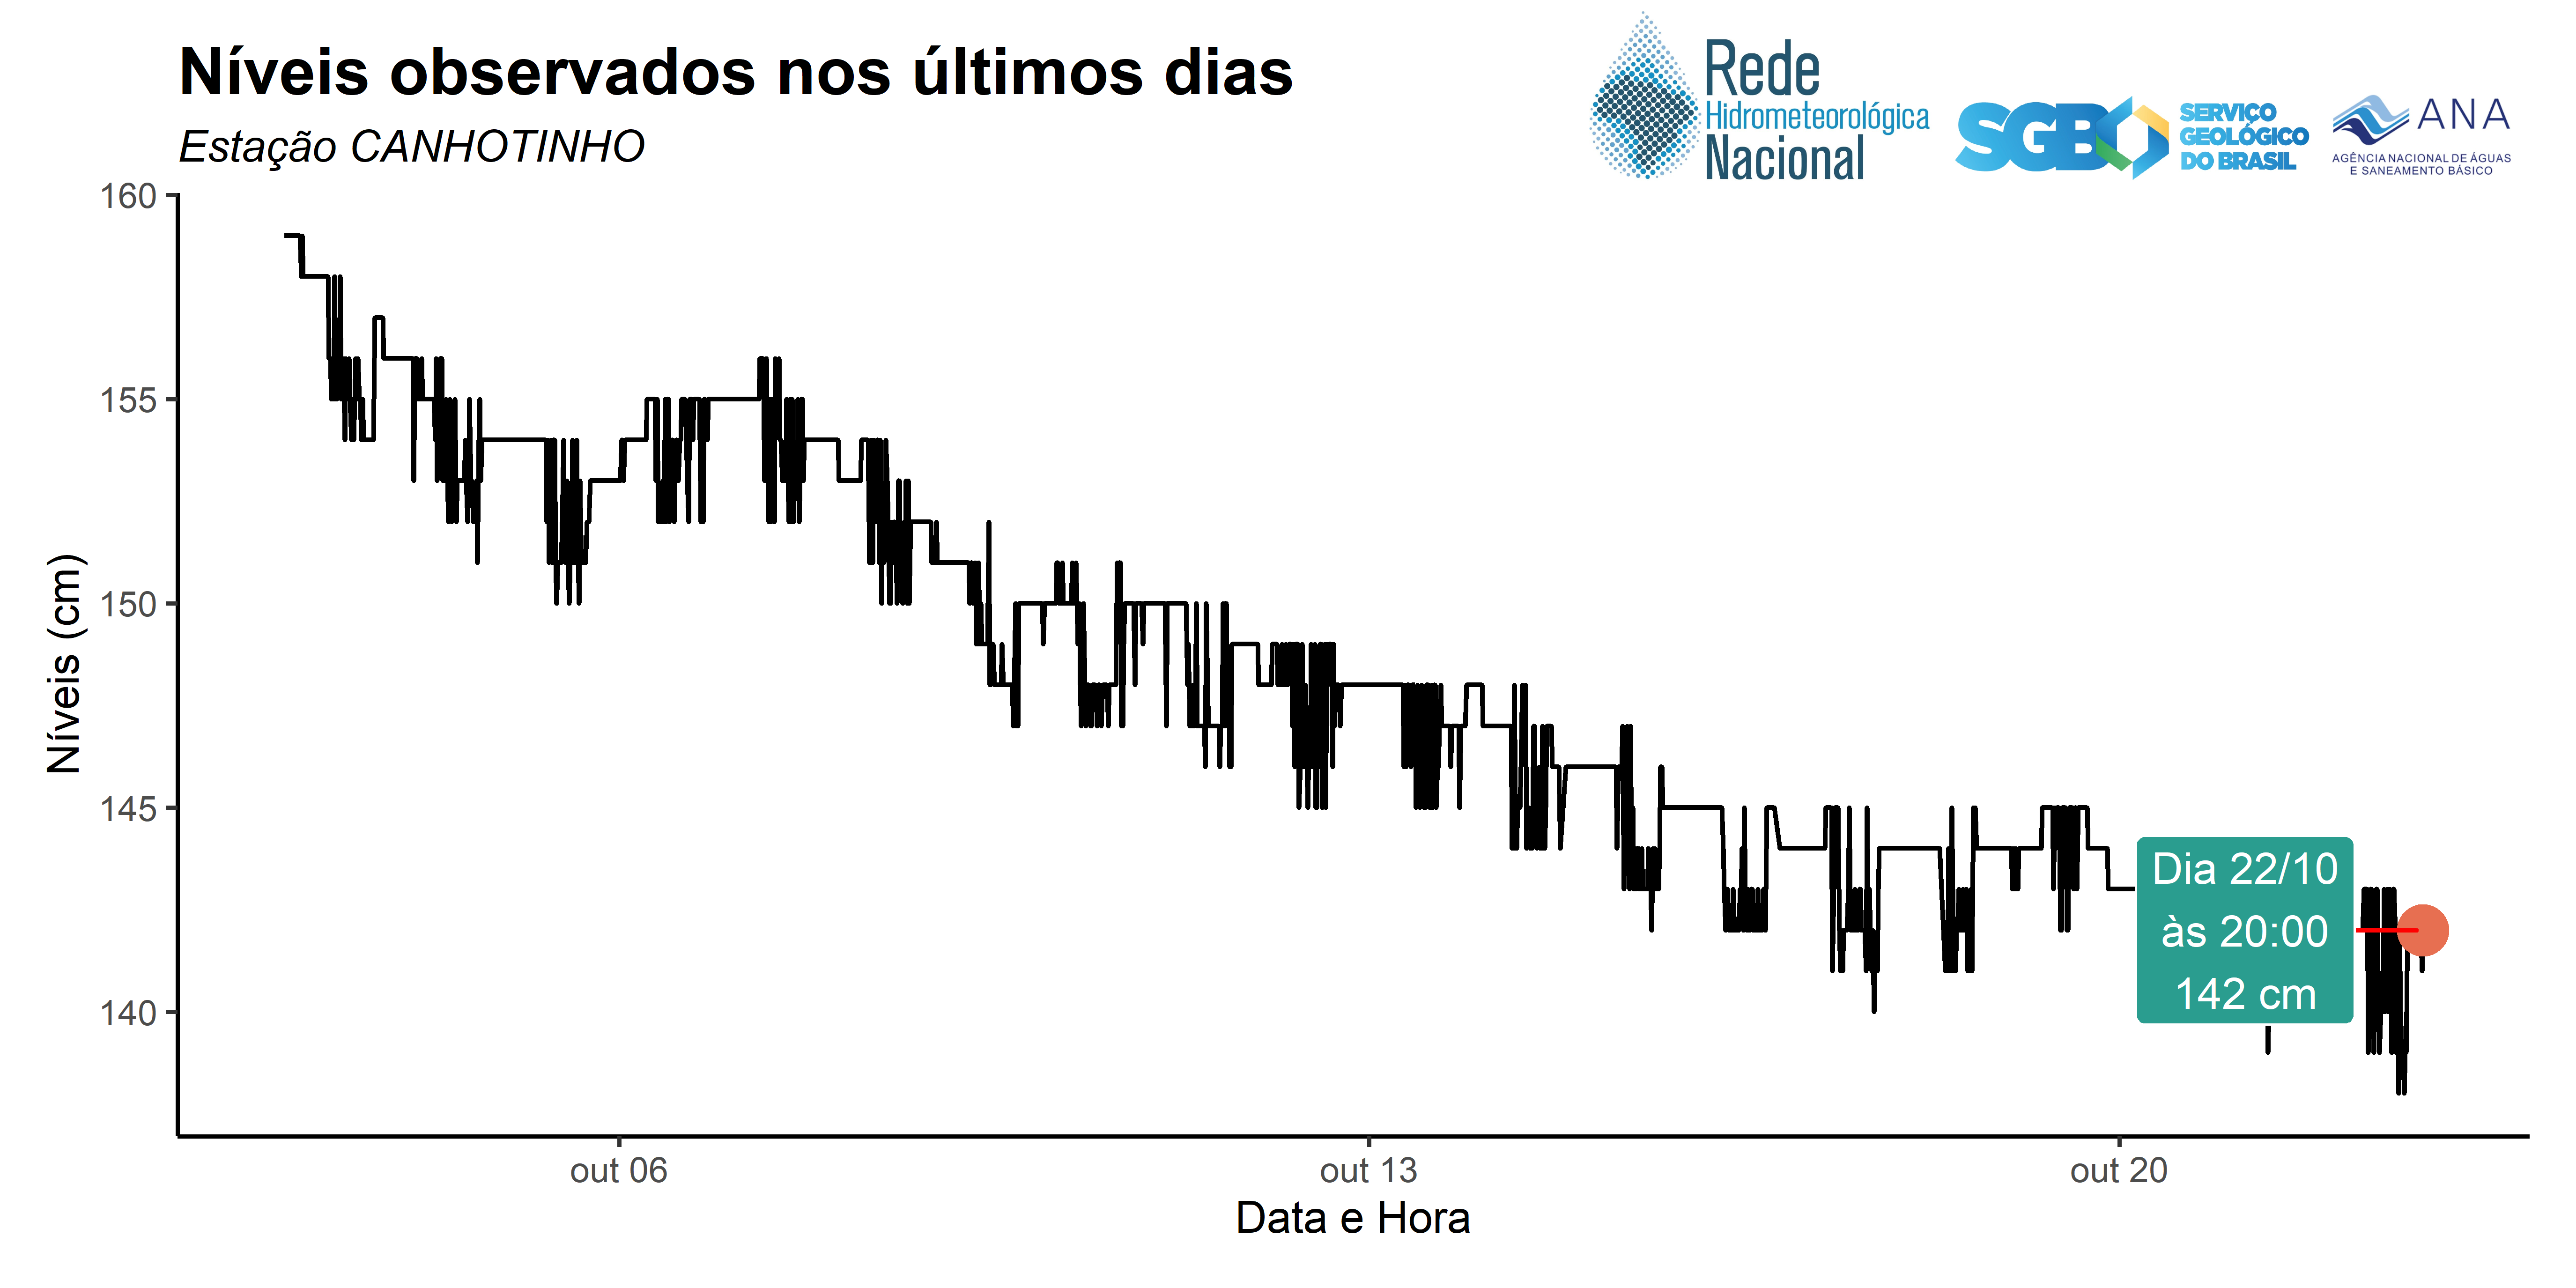 Níveis observados nos últimos dias
Estação CANHOTINHO
Rede
Hidrometeorológica
Nacional
SGB
SERVIÇO
GEOLÓGICO
DO BRASIL
ANA
AGÊNCIA NACIONAL DE ÁGUAS
E SANEAMENTO BÁSICO
Níveis (cm)
160
155
150
145
140
Dia 22/10
às 20:00
142 cm
out 06
out 13
out 20
Data e Hora